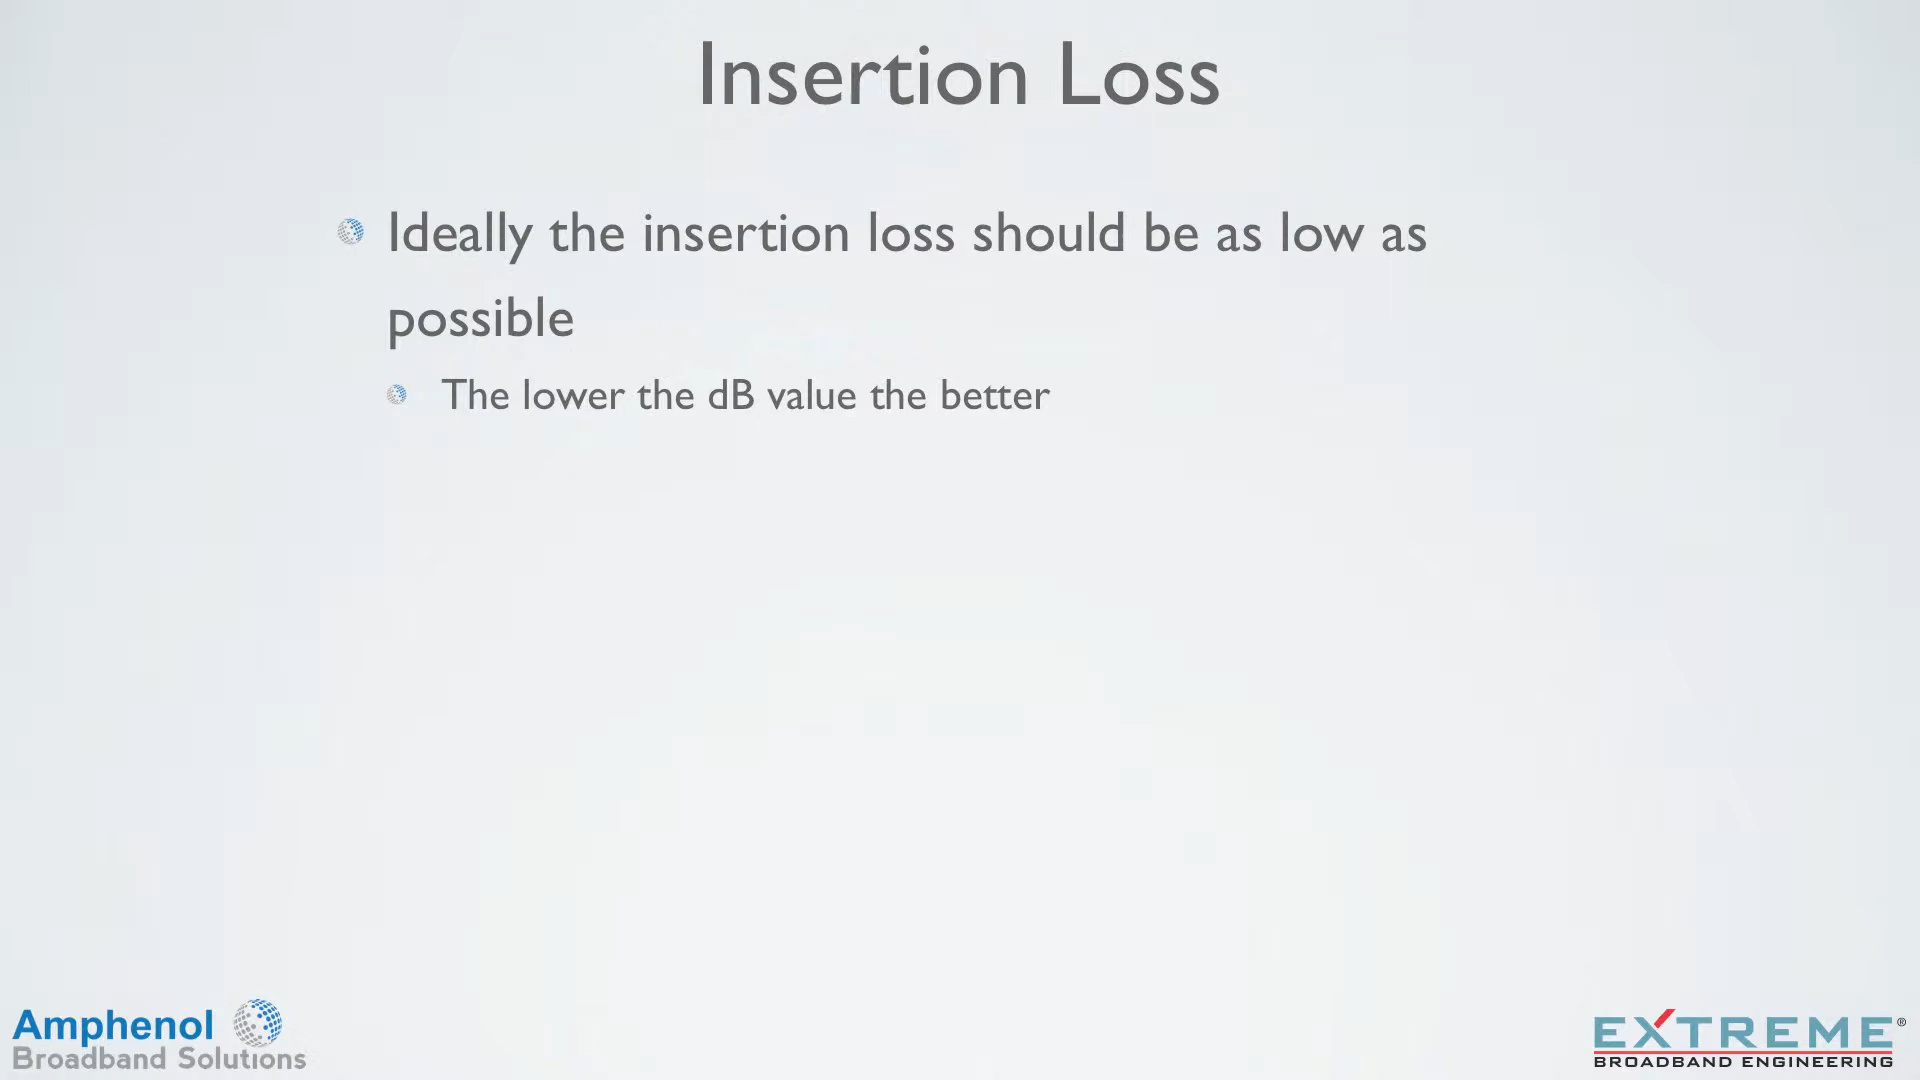 Insertion Loss
Ideally the insertion loss should be as low as
possible
The lower the dB value the better
Amphenol
Broadband Solutions
EXTREME®
BROADBAND ENGINEERING